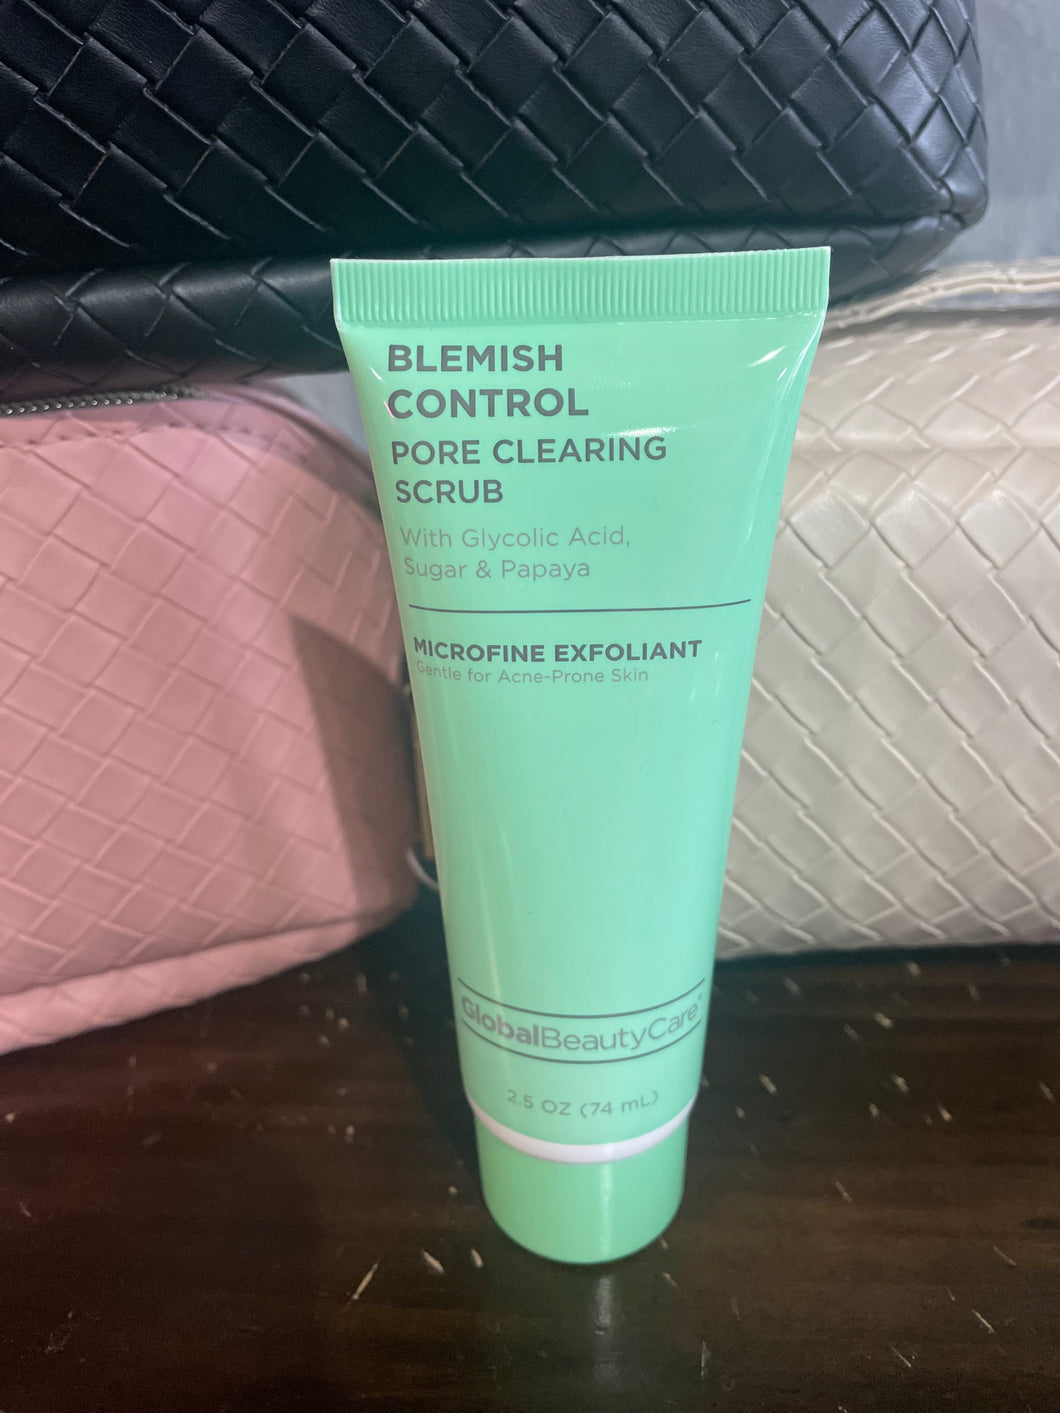 BLEMISH
CONTROL
PORE CLEARING
SCRUB
With Glycolic Acid,
Sugar & Papaya
MICROFINE EXFOLIANT
Gentle for Acne-Prone Skin
GlobalBeautyCare
2.5 OZ (74 mL)